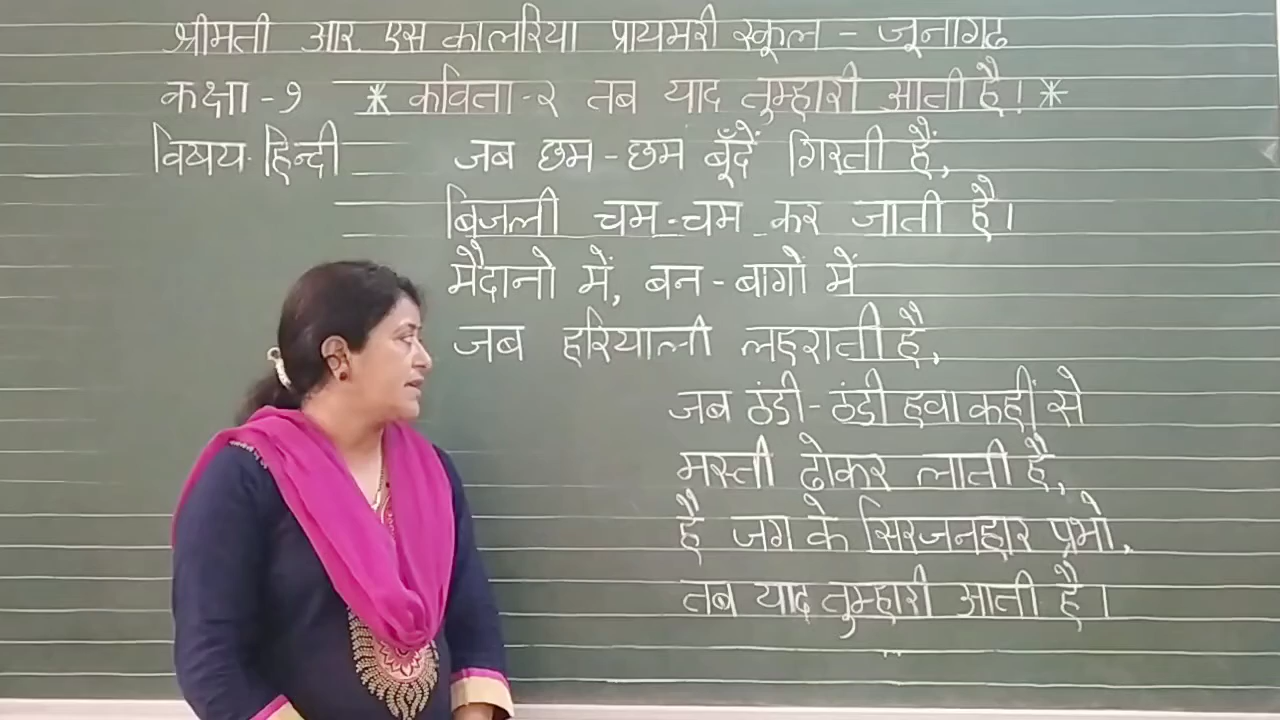 श्रीमती आर. एस कालरिया प्रायमरी स्कूल - जूनागढ
कक्षा - ७ * कविता - २ तब याद तुम्हारी आती है! *
विषय - हिन्दी
जब छम - छम बूँदें गिरती हैं,
बिजली चम - चम कर जाती है।
मैदानो में, बन - बागों में
जब हरियाली लहराती है,
जब ठंडी - ठंडी हवा कहीं से
मस्ती ढोकर लाती है,
है जग के सिरजनहार प्रभो,
तब याद तुम्हारी आती है।